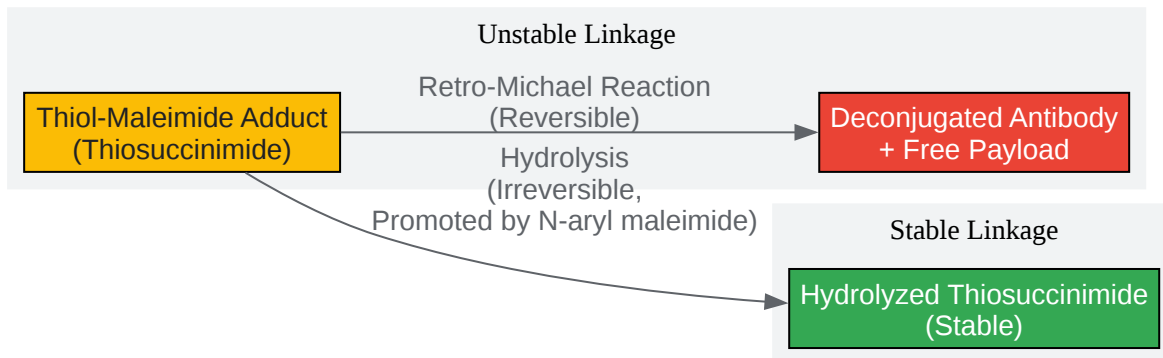 Unstable Linkage
Thiol-Maleimide Adduct
(Thiosuccinimide)
Retro-Michael Reaction
(Reversible)
Deconjugated Antibody
+ Free Payload
Hydrolysis
(Irreversible,
Promoted by N-aryl maleimide)
Stable Linkage
Hydrolyzed Thiosuccinimide
(Stable)